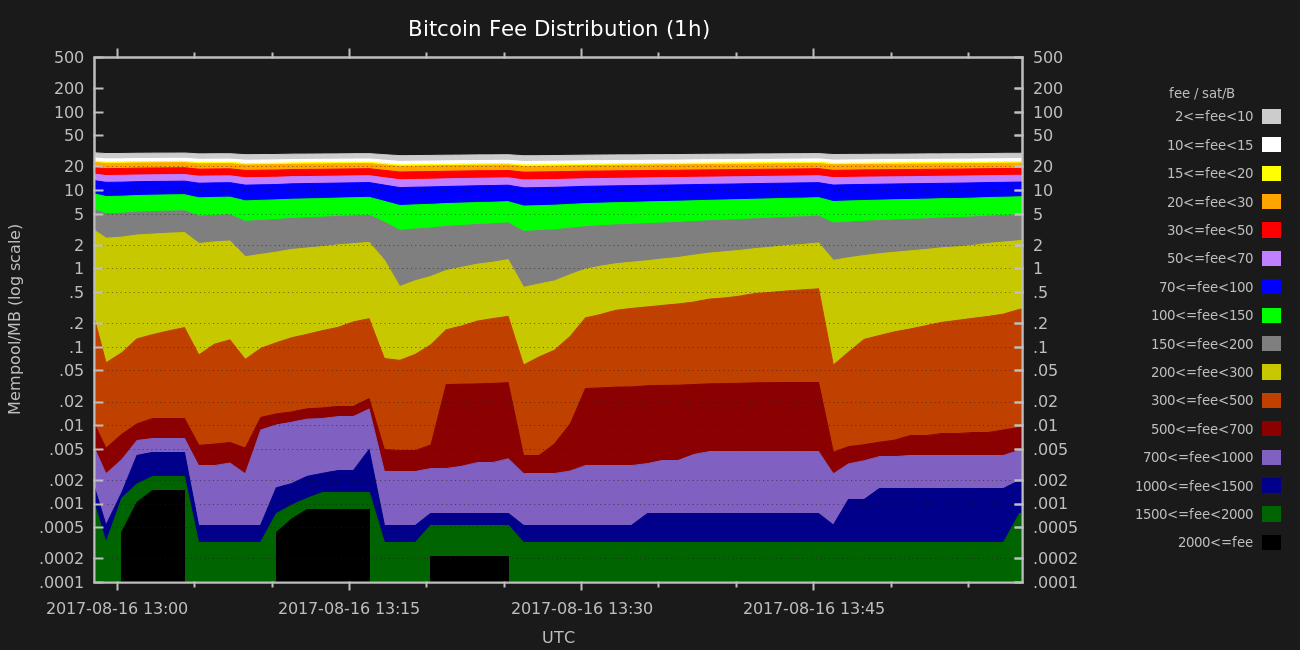 Bitcoin Fee Distribution (1h)
500 500
200 200
100 100
50 50
20 20
10 10
5 5
2 2
1 1
.5 .5
.2 .2
.1 .1
.05 .05
.02 .02
.01 .01
.005 .005
.002 .002
.001 .001
.0005 .0005
.0002 .0002
.0001 .0001
Mempool/MB (log scale)
2017-08-16 13:00 2017-08-16 13:15 2017-08-16 13:30 2017-08-16 13:45
UTC
fee / sat/B
2<=fee<10
10<=fee<15
15<=fee<20
20<=fee<30
30<=fee<50
50<=fee<70
70<=fee<100
100<=fee<150
150<=fee<200
200<=fee<300
300<=fee<500
500<=fee<700
700<=fee<1000
1000<=fee<1500
1500<=fee<2000
2000<=fee